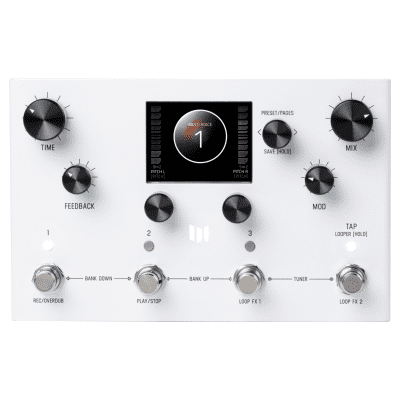 PRESET/PAGES
1
TIME
SAVE [HOLD]
MIX
PITCH L
PITCH R
FEEDBACK
MOD
1
2
3
TAP
LOOPER [HOLD]
BANK DOWN
BANK UP
TUNER
REC/OVERDUB
PLAY/STOP
LOOP FX 1
LOOP FX 2